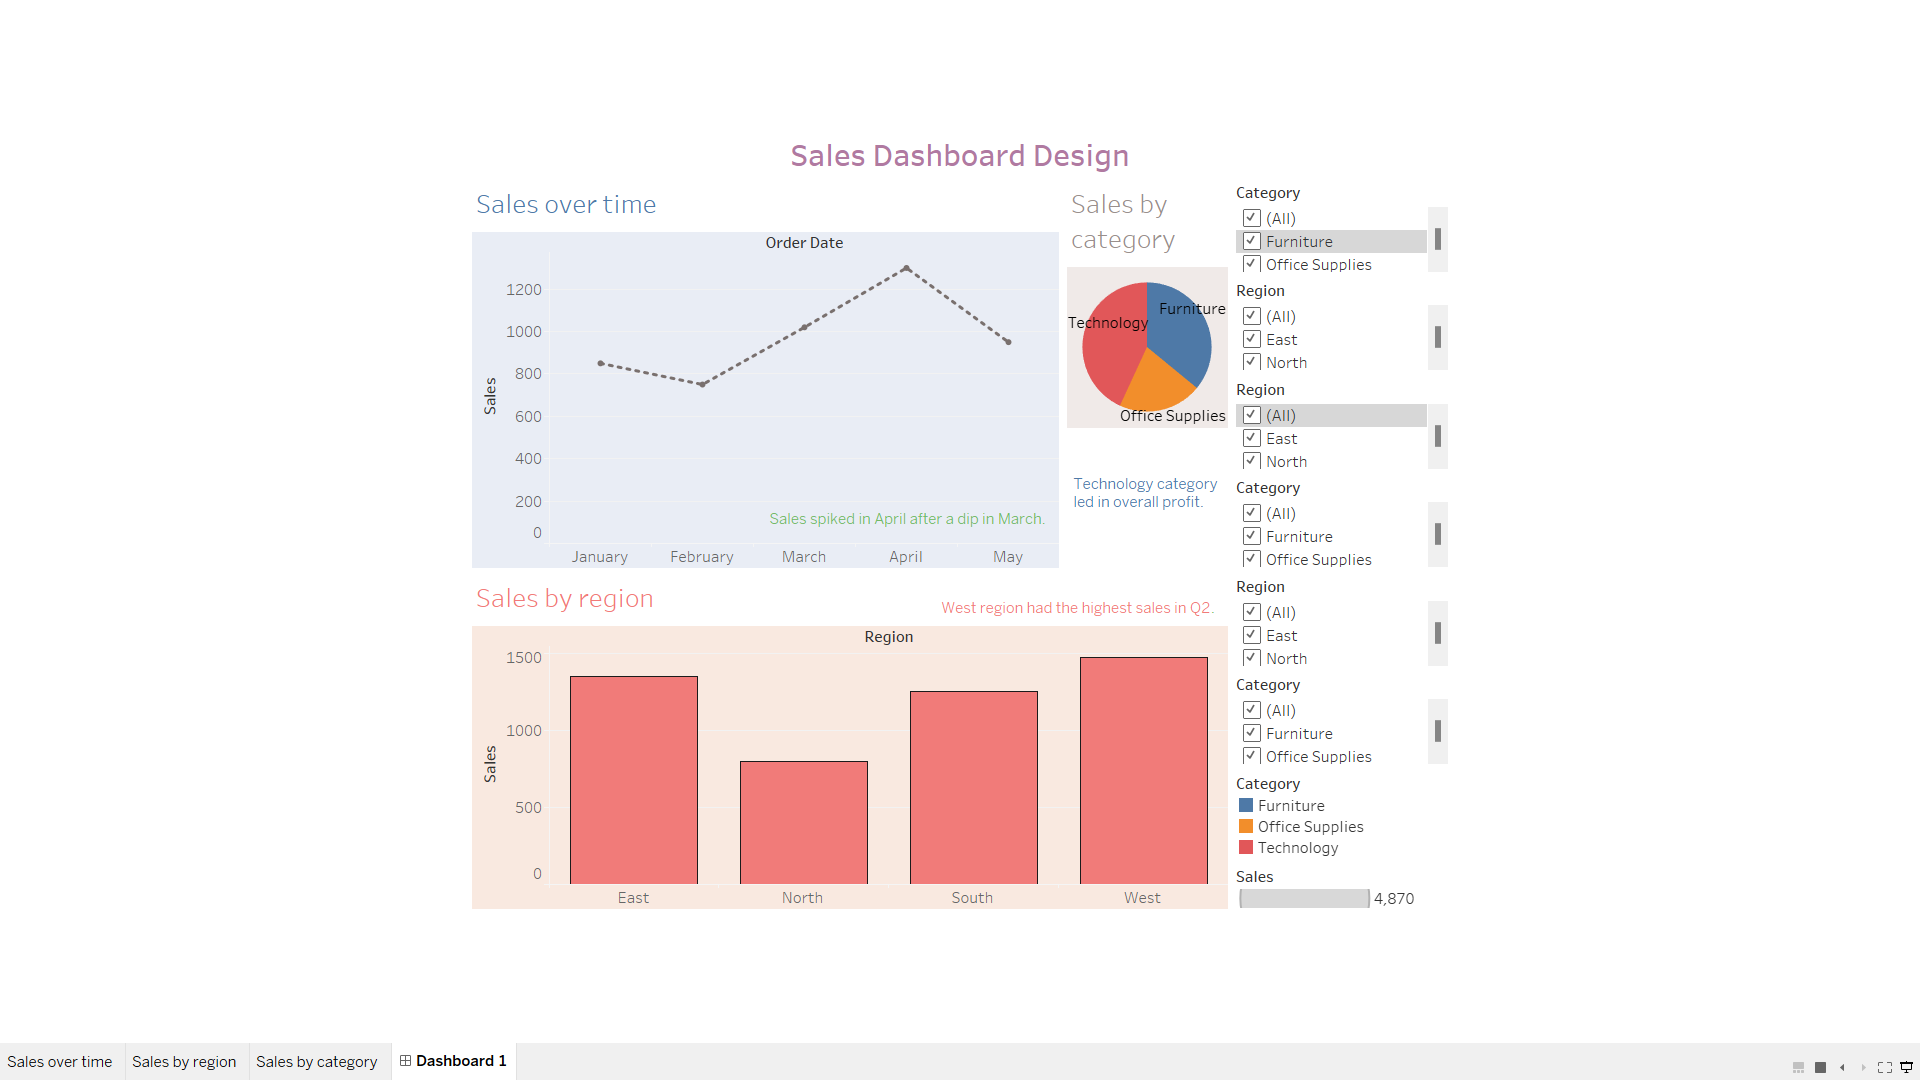 Sales Dashboard Design
Sales over time
Order Date
1200
1000
800
600
400
200
0
Sales
Sales spiked in April after a dip in March.
January February March April May
Sales by
category
Furniture
Technology
Office Supplies
Technology category
led in overall profit.
Sales by region
West region had the highest sales in Q2.
Region
1500
1000
500
0
Sales
East North South West
Category
(All)
Furniture
Office Supplies
Region
(All)
East
North
Region
(All)
East
North
Category
(All)
Furniture
Office Supplies
Region
(All)
East
North
Category
(All)
Furniture
Office Supplies
Category
Furniture
Office Supplies
Technology
Sales
4,870
Sales over time Sales by region Sales by category Dashboard 1